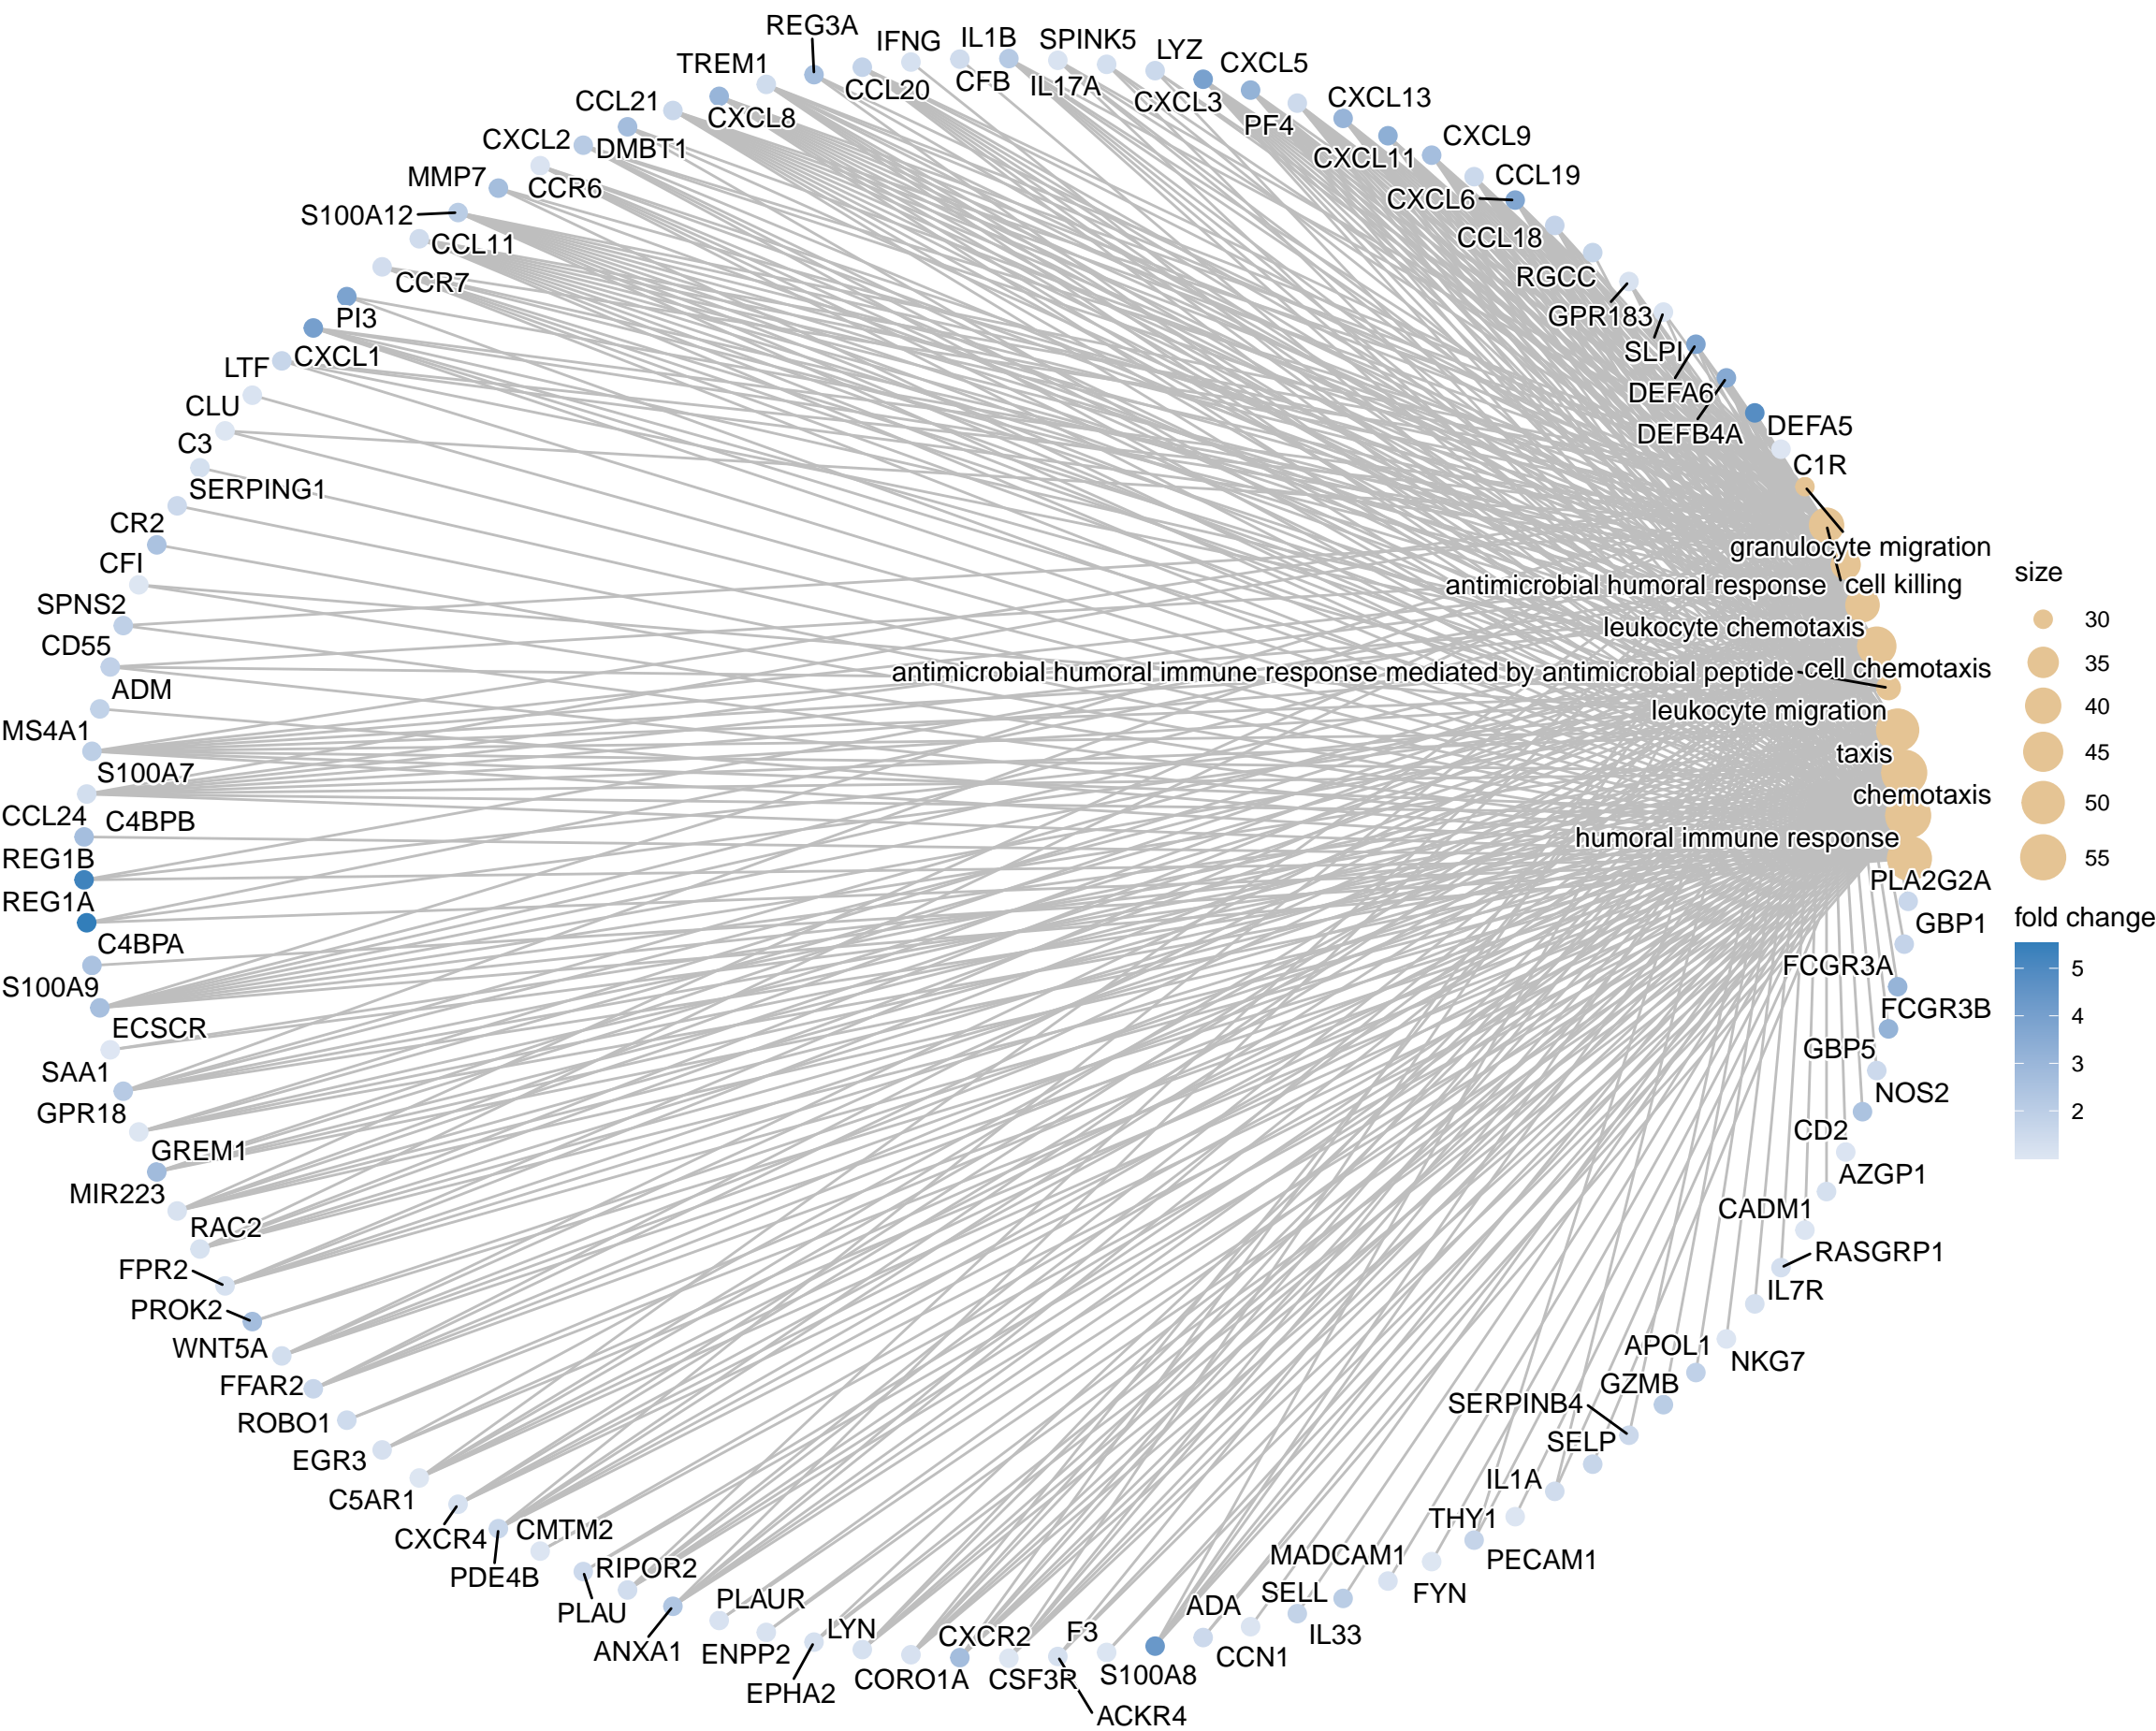 REG3A
IFNG
IL1B
SPINK5
LYZ
CXCL5
TREM1
CCL20
CFB
IL17A
CXCL3
CXCL13
CCL21
CXCL8
PF4
CXCL9
CXCL2
DMBT1
CXCL11
CCL19
MMP7
CCR6
CXCL6
S100A12
CCL11
CCL18
CCR7
RGCC
PI3
GPR183
CXCL1
SLPI
LTF
DEFA6
CLU
DEFB4A
DEFA5
C3
C1R
SERPING1
CR2
granulocyte migration
CFI
antimicrobial humoral response
cell killing
size
SPNS2
leukocyte chemotaxis
30
CD55
antimicrobial humoral immune response mediated by antimicrobial peptide
cell chemotaxis
35
ADM
leukocyte migration
40
MS4A1
taxis
45
S100A7
chemotaxis
50
CCL24
C4BPB
humoral immune response
55
REG1B
PLA2G2A
REG1A
GBP1
fold change
C4BPA
FCGR3A
5
S100A9
FCGR3B
4
ECSCR
GBP5
3
SAA1
NOS2
2
GPR18
CD2
GREM1
AZGP1
MIR223
CADM1
RAC2
RASGRP1
FPR2
IL7R
PROK2
WNT5A
APOL1
NKG7
FFAR2
GZMB
ROBO1
SERPINB4
EGR3
SELP
C5AR1
IL1A
CXCR4
CMTM2
THY1
PDE4B
RIPOR2
MADCAM1
PECAM1
PLAU
PLAUR
SELL
FYN
ANXA1
ENPP2
LYN
CXCR2
F3
ADA
IL33
EPHA2
CORO1A
CSF3R
S100A8
CCN1
ACKR4